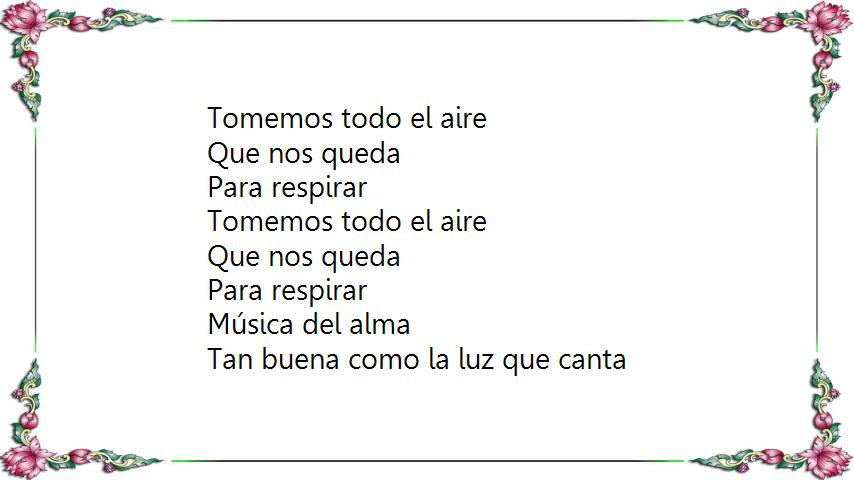 Tomemos todo el aire
Que nos queda
Para respirar
Tomemos todo el aire
Que nos queda
Para respirar
Música del alma
Tan buena como la luz que canta